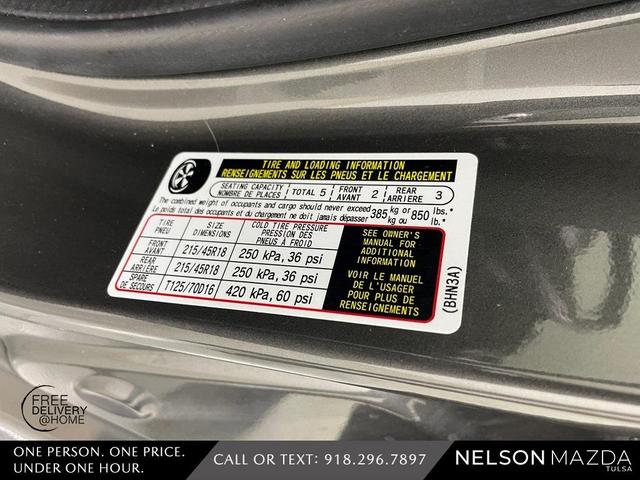 TIRE AND LOADING INFORMATION
RENSEIGNEMENTS SUR LES PNEUS ET LE CHARGEMENT
SEATING CAPACITY
NOMBRE DE PLACES
TOTAL 5
FRONT
AVANT 2
REAR
ARRIÈRE 3
The combined weight of occupants and cargo should never exceed 385 kg or 850 lbs.*
Le poids total des occupants et du chargement ne doit jamais dépasser 385 kg ou 850 lb.*
TIRE
PNEU
SIZE
DIMENSIONS
COLD TIRE PRESSURE
PRESSION DES
PNEUS À FROID
FRONT
AVANT
215/45R18
250 kPa, 36 psi
REAR
ARRIÈRE
215/45R18
250 kPa, 36 psi
SPARE
DE SECOURS
T125/70D16
420 kPa, 60 psi
SEE OWNER'S
MANUAL FOR
ADDITIONAL
INFORMATION
VOIR LE MANUEL
DE L'USAGER
POUR PLUS DE
RENSEIGNEMENTS
(BHN3A)
FREE
DELIVERY
@HOME
ONE PERSON. ONE PRICE.
UNDER ONE HOUR.
CALL OR TEXT: 918.296.7897
NELSON MAZDA
TULSA